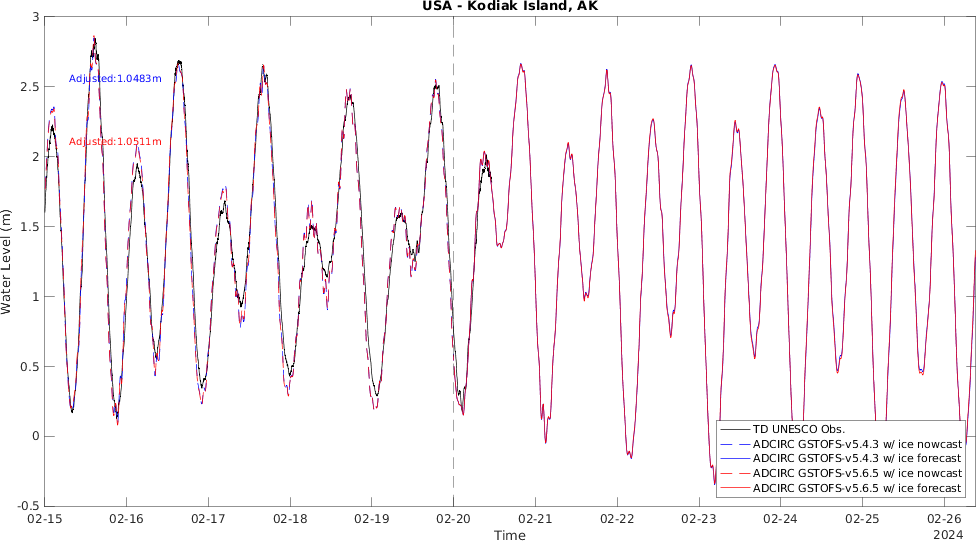 USA - Kodiak Island, AK
3
2.5
2
1.5
1
0.5
0
-0.5
Water Level (m)
Adjusted:1.0483m
Adjusted:1.0511m
TD UNESCO Obs.
ADCIRC GSTOFS-v5.4.3 w/ ice nowcast
ADCIRC GSTOFS-v5.4.3 w/ ice forecast
ADCIRC GSTOFS-v5.6.5 w/ ice nowcast
ADCIRC GSTOFS-v5.6.5 w/ ice forecast
02-15 02-16 02-17 02-18 02-19 02-20 02-21 02-22 02-23 02-24 02-25 02-26
Time
2024